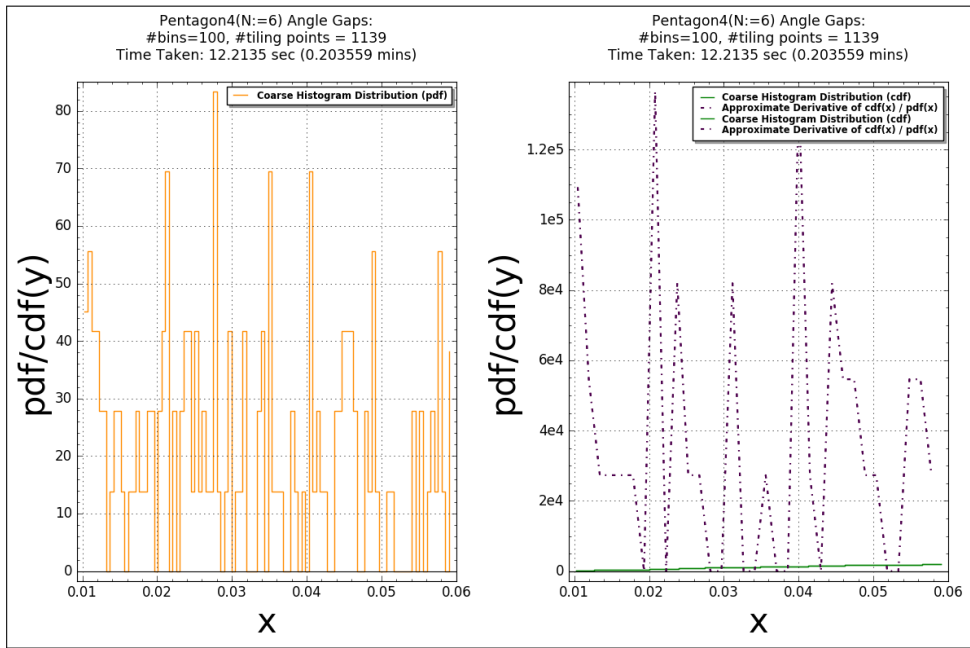 Pentagon4(N:=6) Angle Gaps:
#bins=100, #tiling points = 1139
Time Taken: 12.2135 sec (0.203559 mins)
Coarse Histogram Distribution (pdf)
80
70
60
50
40
30
20
10
0
0.01
0.02
0.03
0.04
0.05
0.06
pdf/cdf(y)
x
Pentagon4(N:=6) Angle Gaps:
#bins=100, #tiling points = 1139
Time Taken: 12.2135 sec (0.203559 mins)
Coarse Histogram Distribution (cdf)
Approximate Derivative of cdf(x) / pdf(x)
Coarse Histogram Distribution (cdf)
Approximate Derivative of cdf(x) / pdf(x)
1.2e5
1e5
8e4
6e4
4e4
2e4
0
0.01
0.02
0.03
0.04
0.05
0.06
pdf/cdf(y)
x